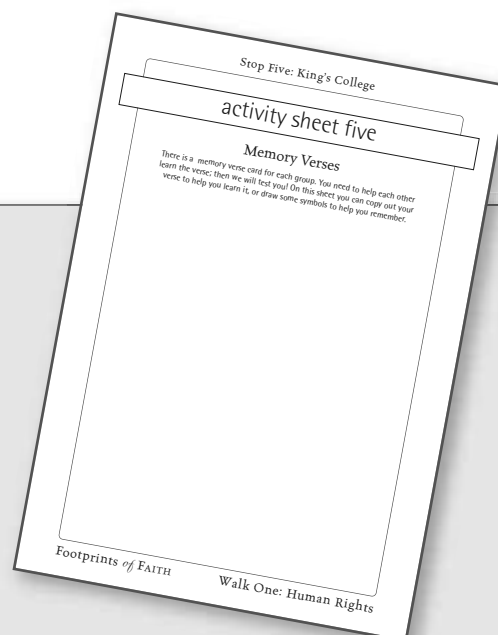 Stop Five: King's College
activity sheet five
Memory Verses
There is a memory verse card for each group. You need to help each other
learn the verse; then we will test you! On this sheet you can copy out your
verse to help you learn it, or draw some symbols to help you remember.
Footprints of FAITH
Walk One: Human Rights